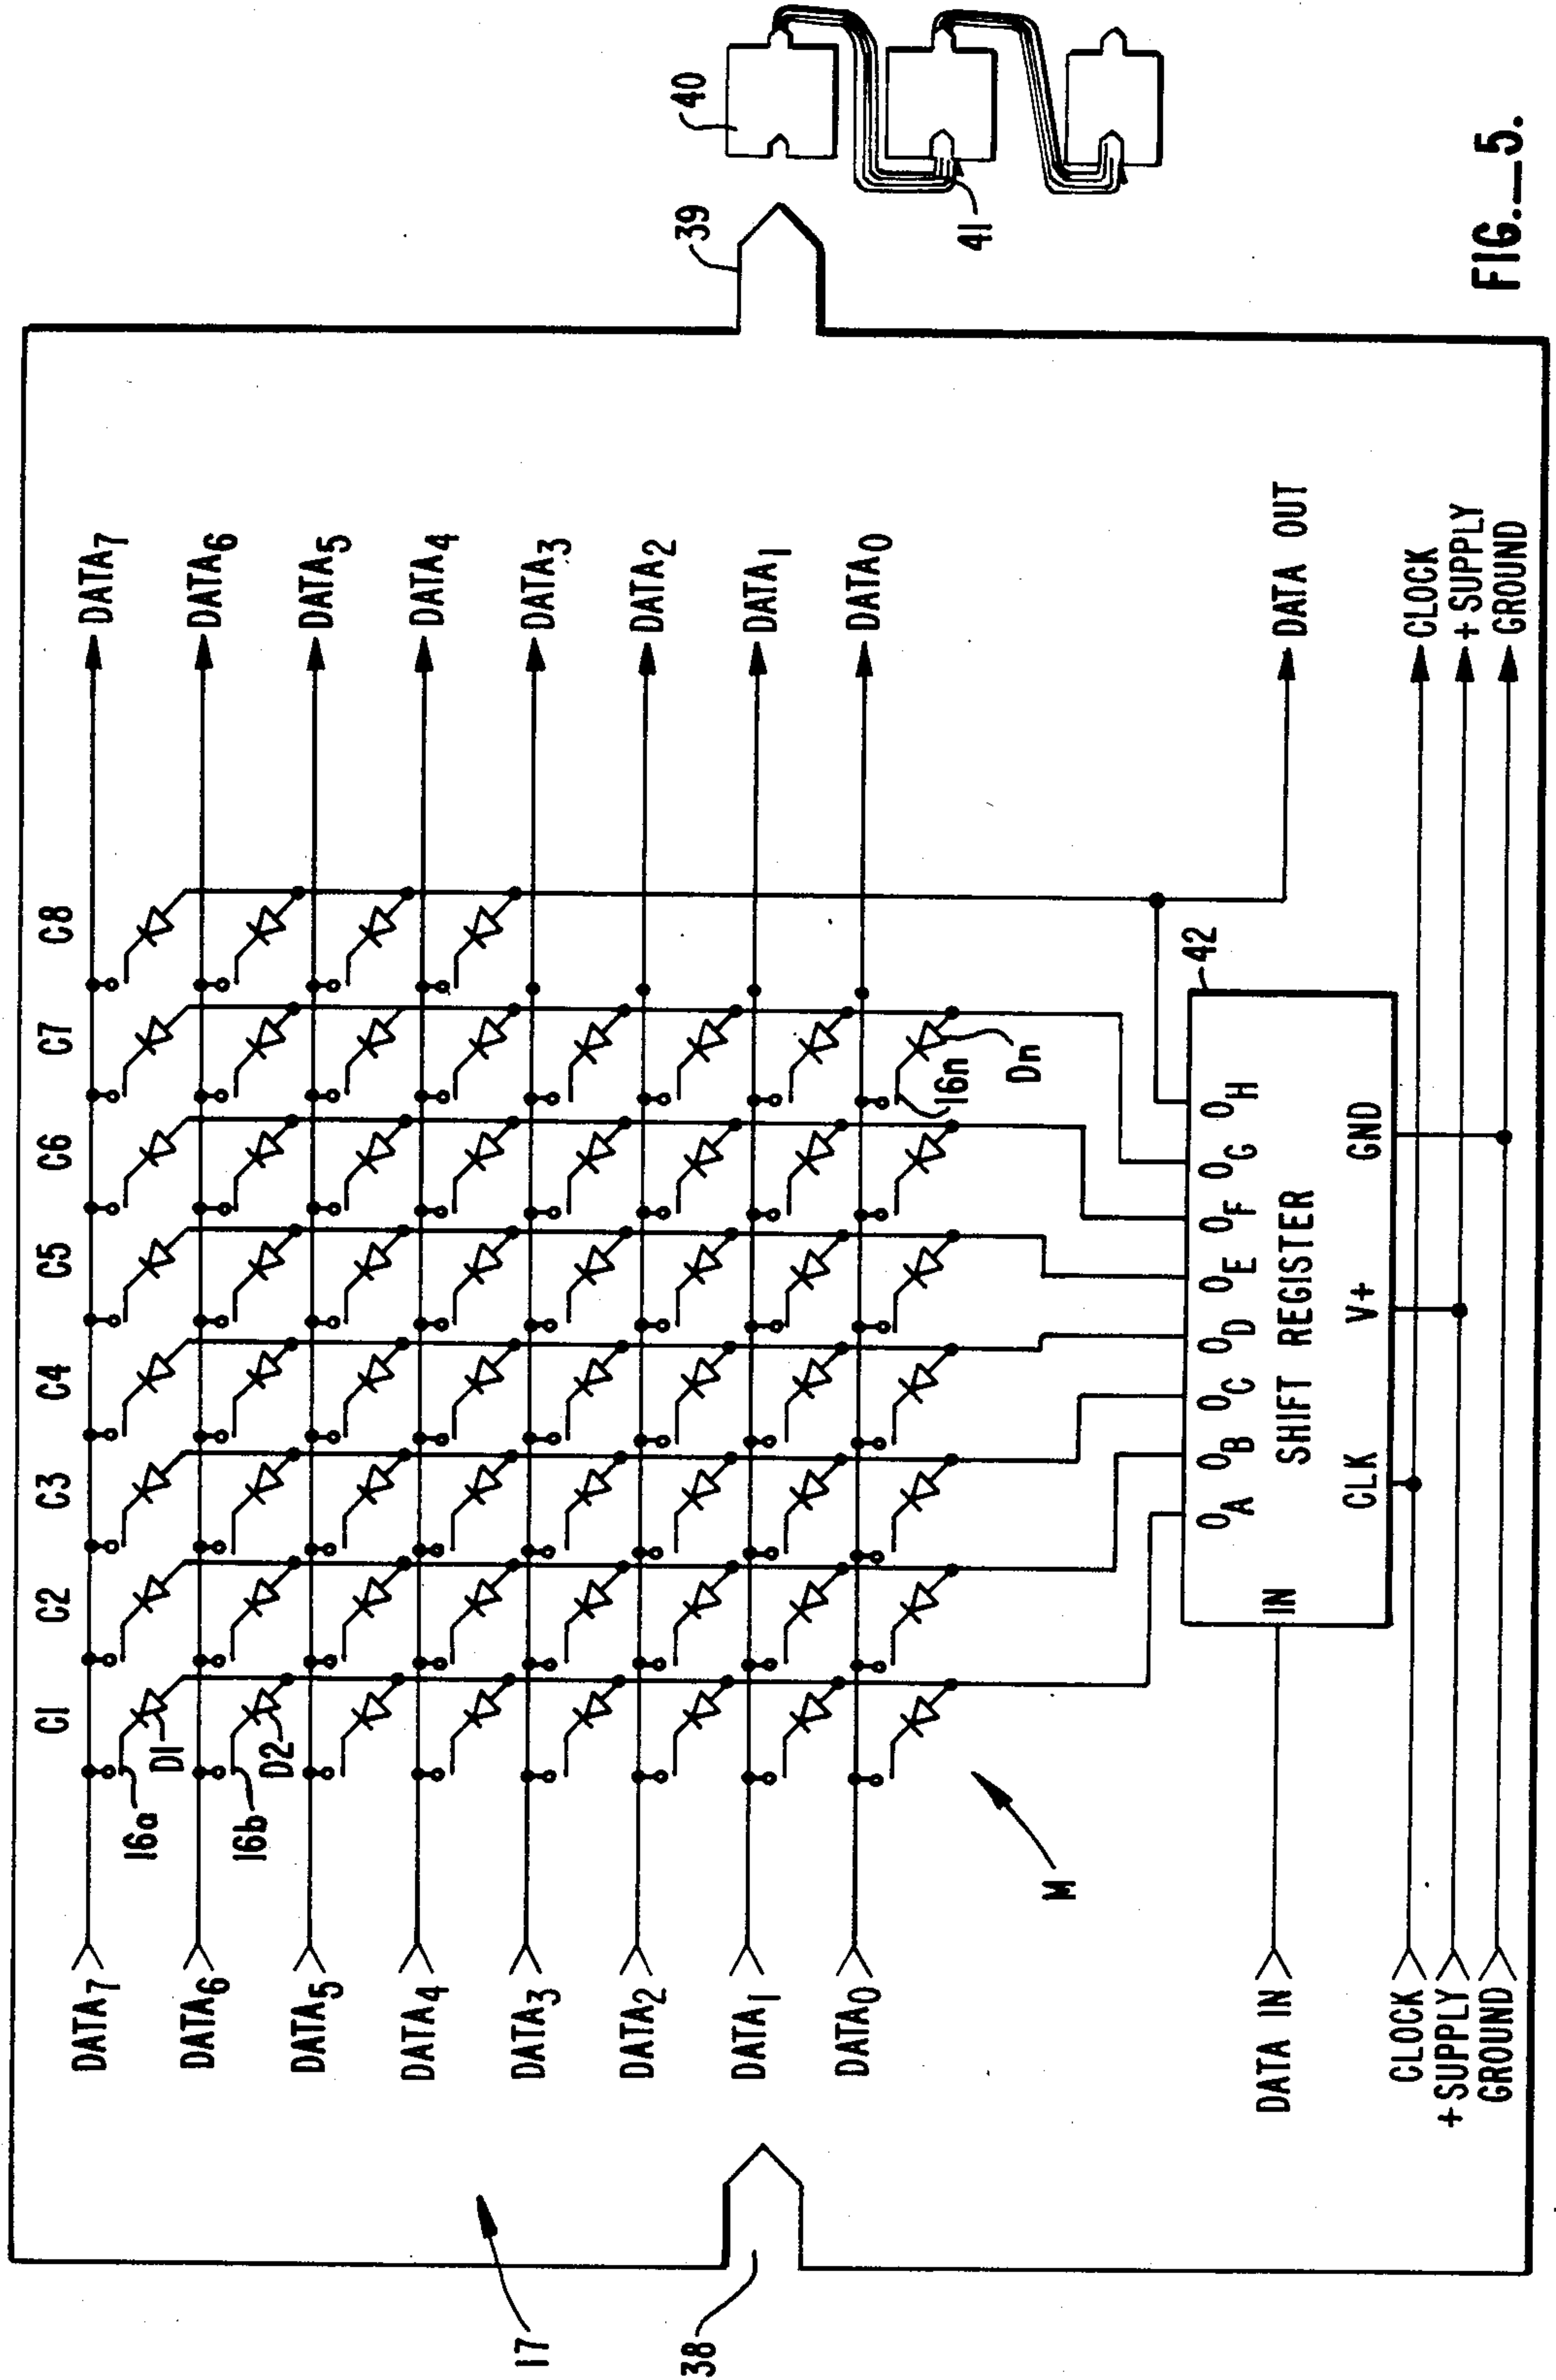 C1 C2 C3 C4 C5 C6 C7 C8
DATA7 DATA7
16a
D1
DATA6 DATA6
16b
D2
DATA5 DATA5
DATA4 DATA4
DATA3 DATA3
DATA2 DATA2
DATA1 DATA1
DATA0 DATA0
16n
Dn
M
17
38
39
40
41
42
OA OB OC OD OE OF OG OH
IN
SHIFT REGISTER
CLK V+ GND
DATA IN DATA OUT
CLOCK CLOCK
+ SUPPLY + SUPPLY
GROUND GROUND
FIG._5.